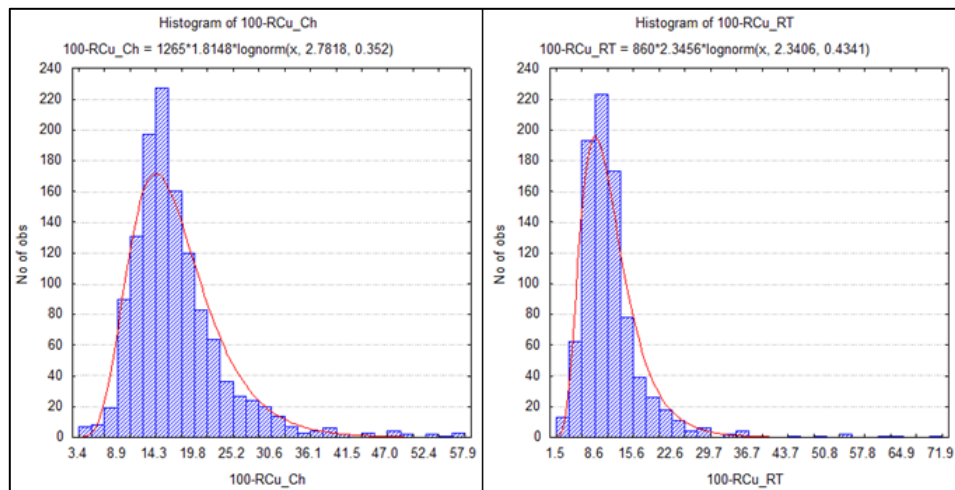 Histogram of 100-RCu_Ch
100-RCu_Ch = 1265*1.8148*lognorm(x, 2.7818, 0.352)
240
220
200
180
160
140
120
100
80
60
40
20
0
No of obs
3.4 8.9 14.3 19.8 25.2 30.6 36.1 41.5 47.0 52.4 57.9
100-RCu_Ch
Histogram of 100-RCu_RT
100-RCu_RT = 860*2.3456*lognorm(x, 2.3406, 0.4341)
240
220
200
180
160
140
120
100
80
60
40
20
0
No of obs
1.5 8.6 15.6 22.6 29.7 36.7 43.7 50.8 57.8 64.9 71.9
100-RCu_RT